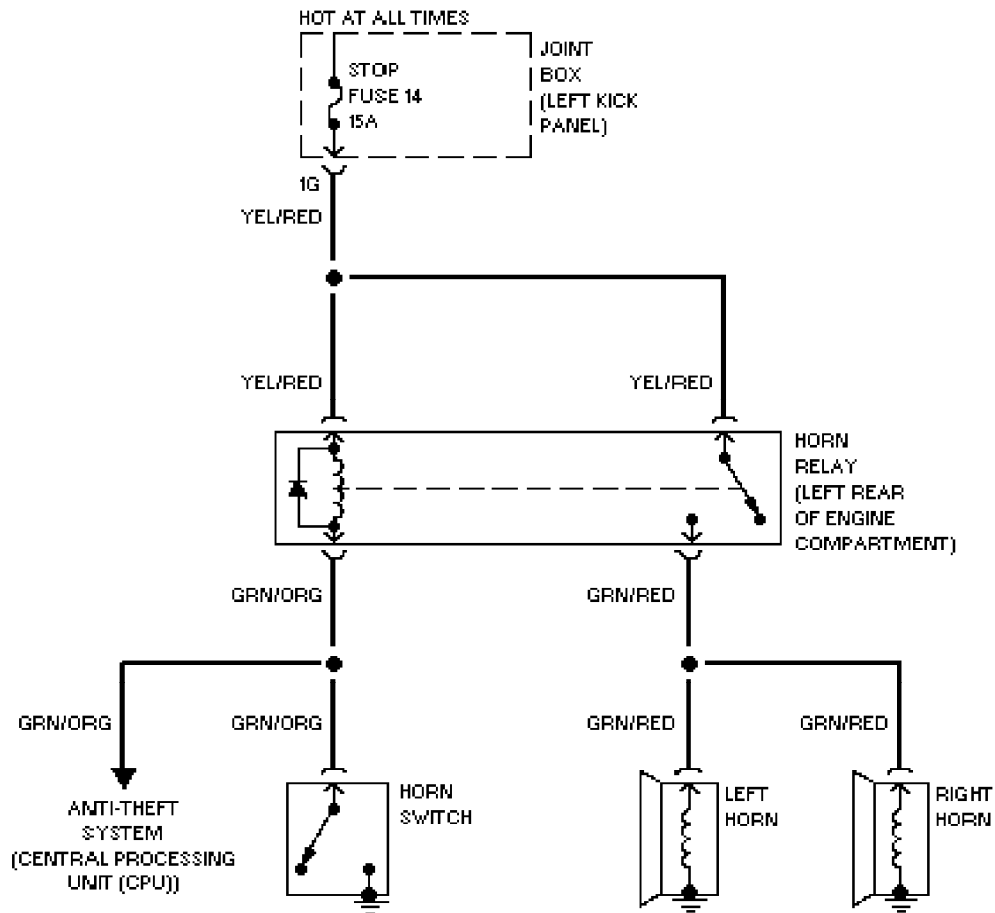 HOT AT ALL TIMES
STOP
FUSE 14
15A
JOINT
BOX
(LEFT KICK
PANEL)
1G
YEL/RED
YEL/RED
YEL/RED
HORN
RELAY
(LEFT REAR
OF ENGINE
COMPARTMENT)
GRN/ORG
GRN/RED
GRN/ORG
GRN/ORG
GRN/RED
GRN/RED
ANTI-THEFT
SYSTEM
(CENTRAL PROCESSING
UNIT (CPU))
HORN
SWITCH
LEFT
HORN
RIGHT
HORN